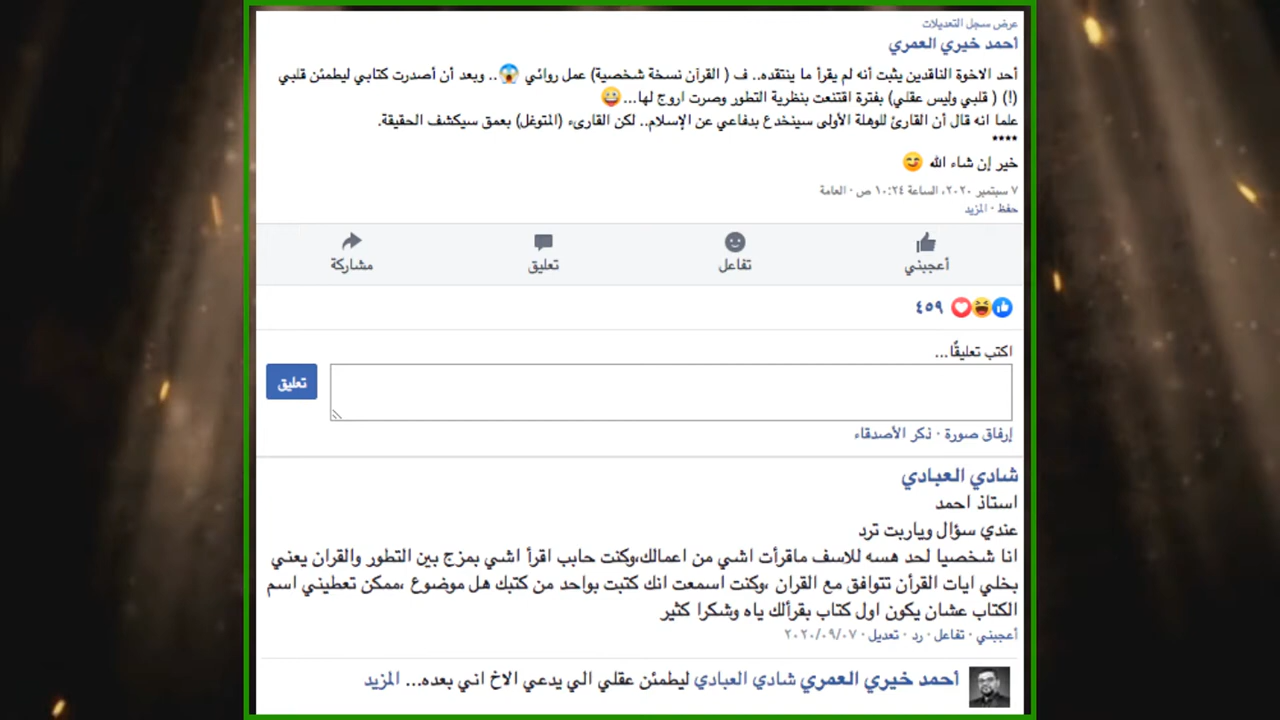 عرض سجل التعديلات
أحمد خيري العمري
أحد الاخوة الناقدين يثبت أنه لم يقرأ ما ينتقده.. ف ( القرآن نسخة شخصية) عمل روائي 😱.. وبعد أن أصدرت كتابي ليطمئن قلبي
(!) ( قلبي وليس عقلي) بفترة اقتنعت بنظرية التطور وصرت اروج لها...😀
علما انه قال أن القارئ للوهلة الأولى سينخدع بدفاعي عن الإسلام.. لكن القارىء (المتوغل) بعمق سيكشف الحقيقة.
****
خير إن شاء الله 😊
٧ سبتمبر ٢٠٢٠، الساعة ١٠:٢٤ ص · العامة
حفظ · المزيد
أعجبني تفاعل تعليق مشاركة
٤٥٩
اكتب تعليقًا...
تعليق
إرفاق صورة · ذكر الأصدقاء
شادي العبادي
استاذ احمد
عندي سؤال وياربت ترد
انا شخصيا لحد هسه للاسف ماقرأت اشي من اعمالك،وكنت حابب اقرأ اشي بمزج بين التطور والقران يعني
بخلي ايات القرأن تتوافق مع القران ،وكنت اسمعت انك كتبت بواحد من كتبك هل موضوع ،ممكن تعطيني اسم
الكتاب عشان يكون اول كتاب بقرألك ياه وشكرا كثير
أعجبني · تفاعل · رد · تعديل · ٢٠٢٠/٠٩/٠٧
أحمد خيري العمري شادي العبادي ليطمئن عقلي الي يدعي الاخ اني بعده... المزيد